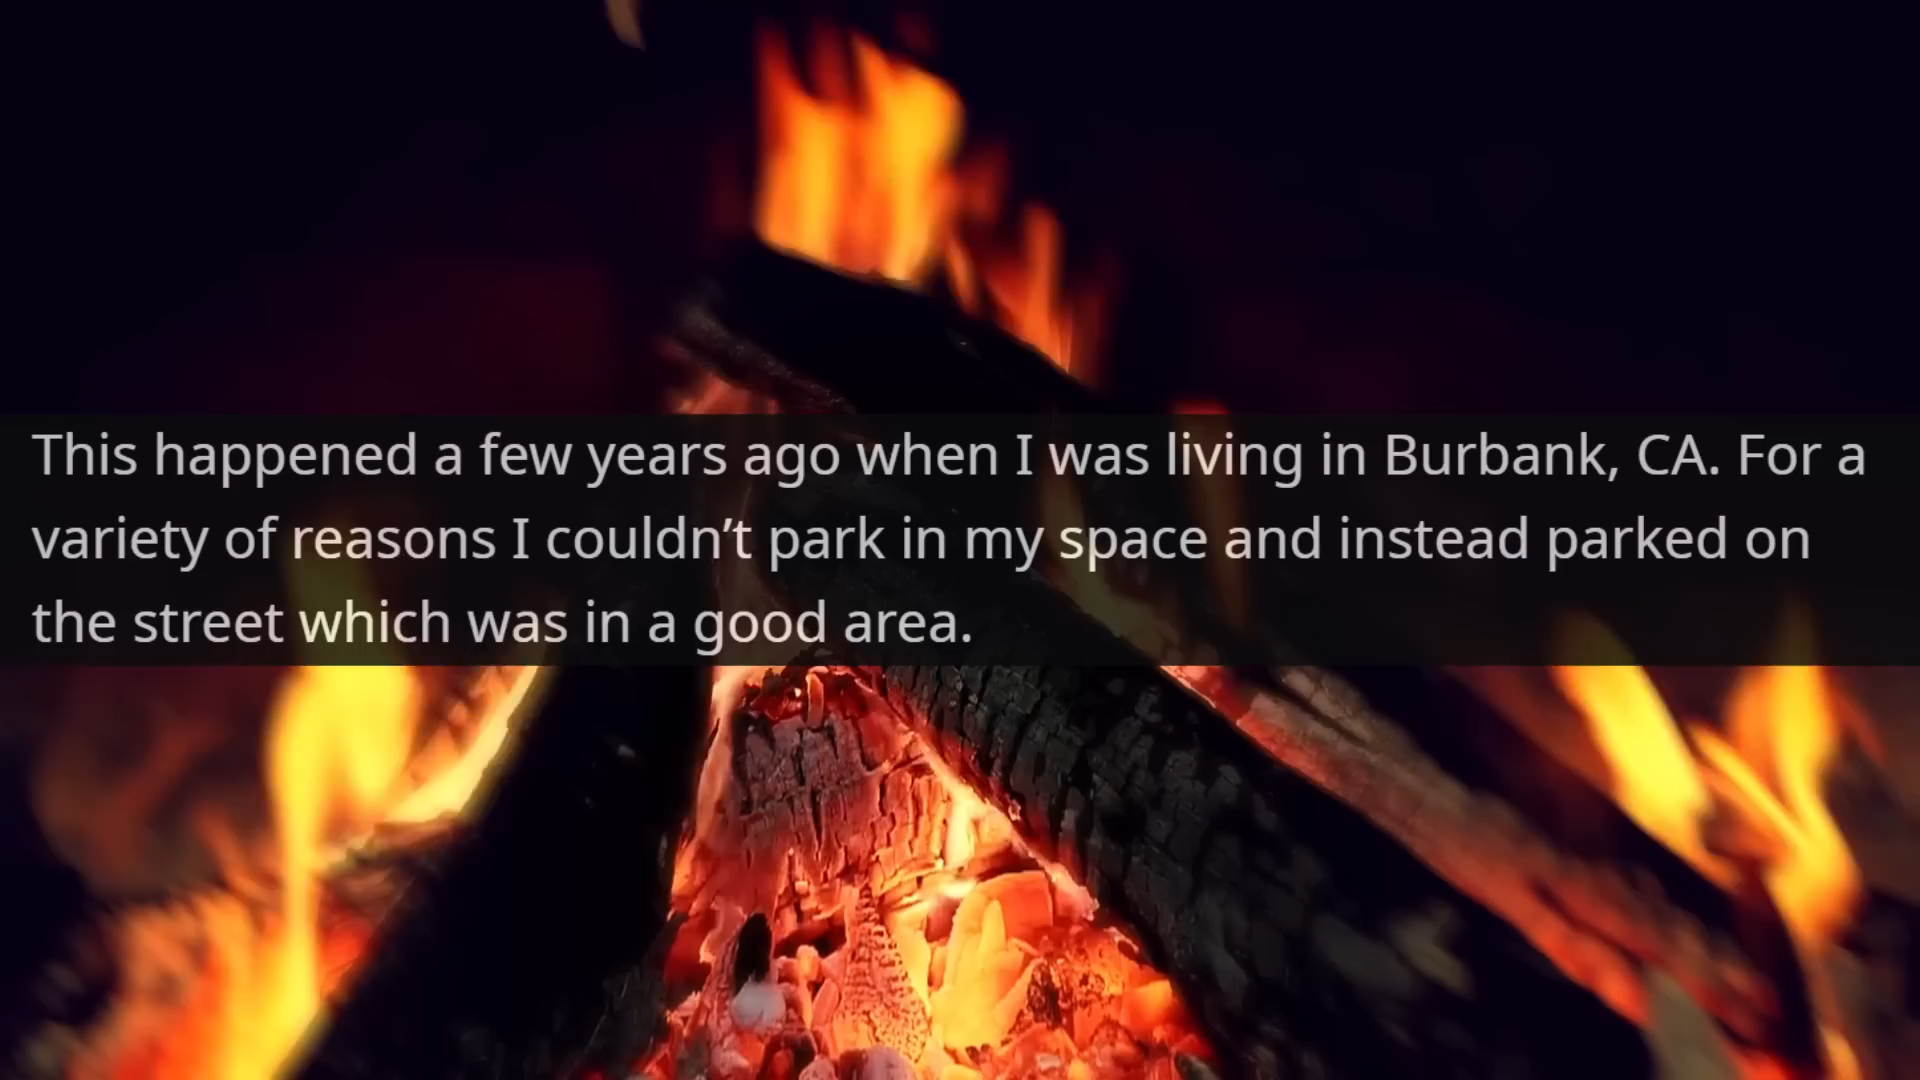 This happened a few years ago when I was living in Burbank, CA. For a
variety of reasons I couldn’t park in my space and instead parked on
the street which was in a good area.